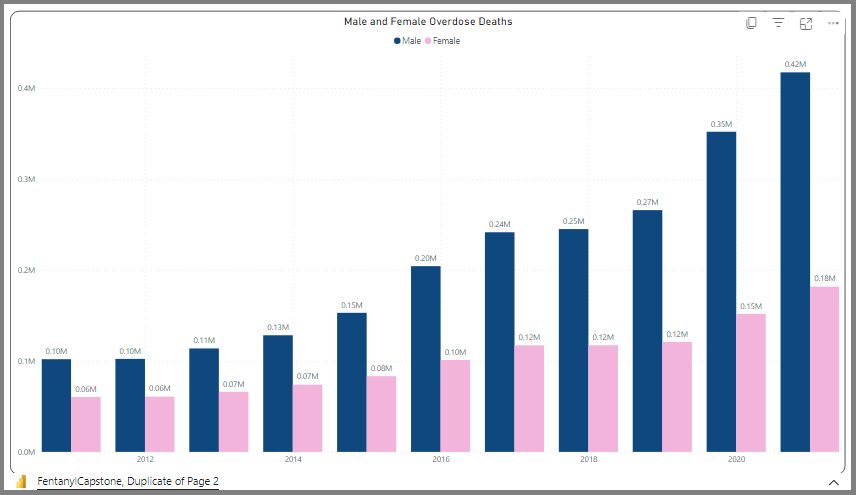 Male and Female Overdose Deaths
Male Female
0.4M
0.3M
0.2M
0.1M
0.0M
0.10M
0.06M
0.10M
0.06M
0.11M
0.07M
0.13M
0.07M
0.15M
0.08M
0.20M
0.10M
0.24M
0.12M
0.25M
0.12M
0.27M
0.12M
0.35M
0.15M
0.42M
0.18M
2012 2014 2016 2018 2020
FentanylCapstone, Duplicate of Page 2